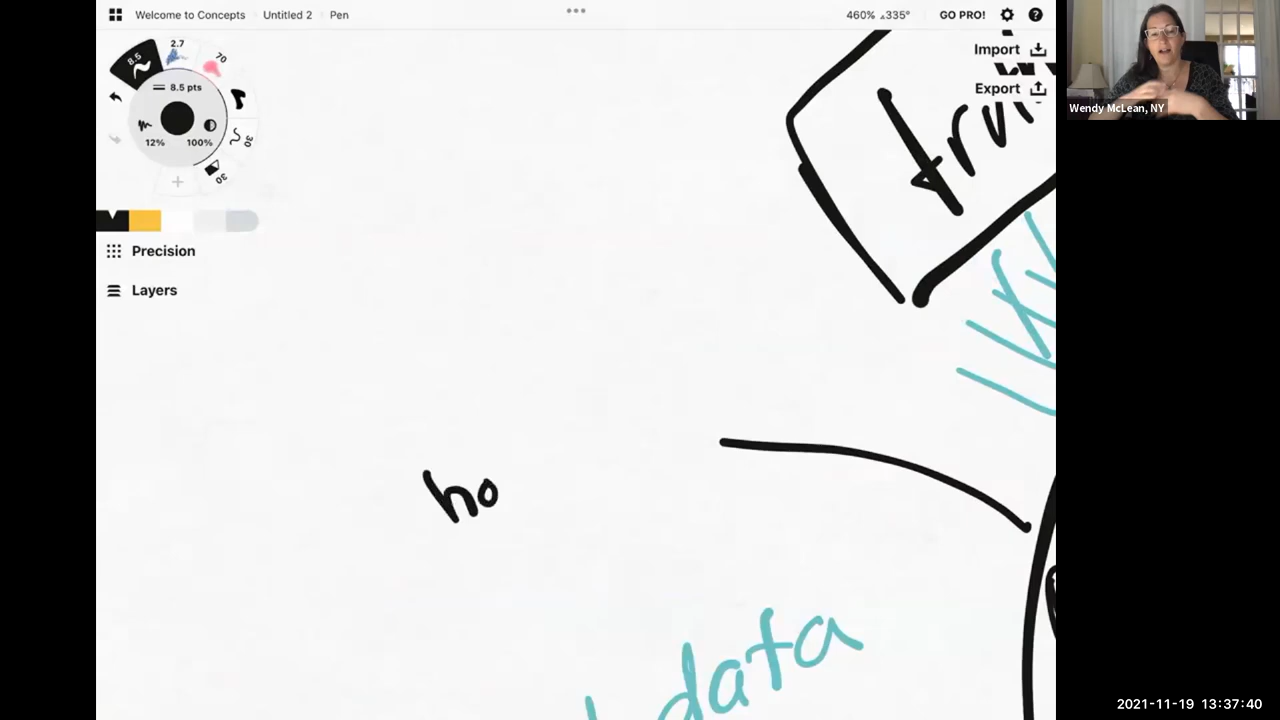 Welcome to Concepts Untitled 2 Pen 460% 335° GO PRO!
Import
Export
8.5 2.7 70
8.5 pts
12% 100%
30
30
Precision
Layers
Wendy McLean, NY
ho
data
2021-11-19 13:37:40